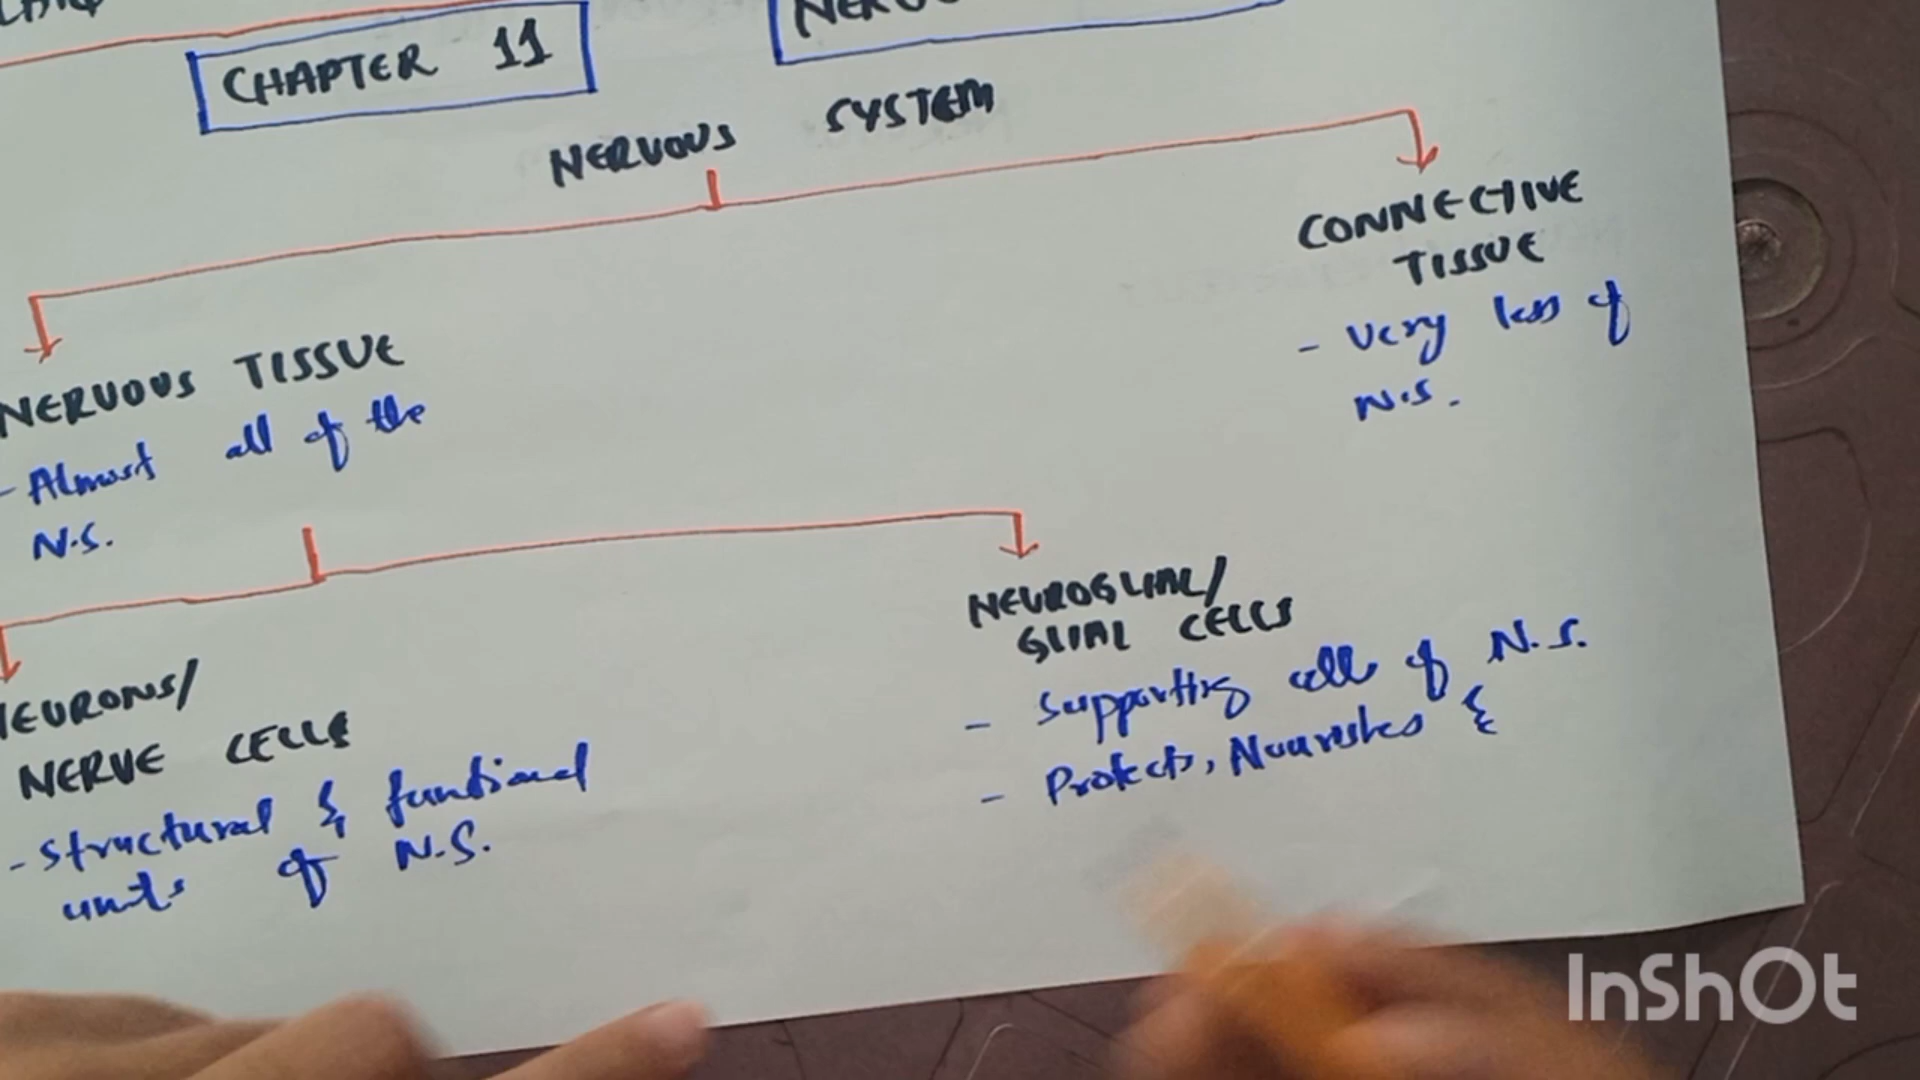 CHAPTER 11
NERVOUS SYSTEM
NERVOUS TISSUE
- Almost all of the
N.S.
CONNECTIVE
TISSUE
- Very less of
N.S.
NEURONS/
NERVE CELLS
- Structural & functional
units of N.S.
NEUROGLIAL/
GLIAL CELLS
- Supporting cells of N.S.
- Protects, Nourishes &
InShOt